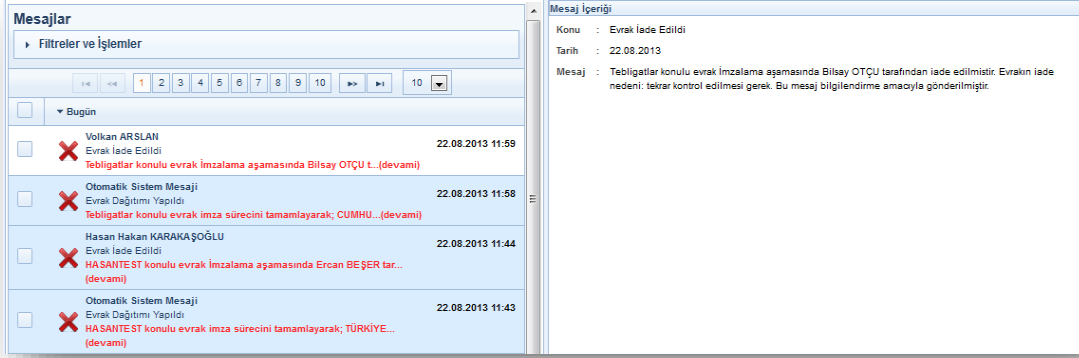 Mesajlar
Filtreler ve İşlemler
1 2 3 4 5 6 7 8 9 10 10
Bugün
Volkan ARSLAN
Evrak İade Edildi
22.08.2013 11:59
Tebligatlar konulu evrak İmzalama aşamasında Bilsay OTÇU t...(devamı)
Otomatik Sistem Mesajı
Evrak Dağıtımı Yapıldı
22.08.2013 11:58
Tebligatlar konulu evrak imza sürecini tamamlayarak; CUMHU...(devamı)
Hasan Hakan KARAKAŞOĞLU
Evrak İade Edildi
22.08.2013 11:44
HASANTEST konulu evrak İmzalama aşamasında Ercan BEŞER tar...
(devamı)
Otomatik Sistem Mesajı
Evrak Dağıtımı Yapıldı
22.08.2013 11:43
HASANTEST konulu evrak imza sürecini tamamlayarak; TÜRKİYE...
(devamı)
Mesaj İçeriği
Konu : Evrak İade Edildi
Tarih : 22.08.2013
Mesaj : Tebligatlar konulu evrak İmzalama aşamasında Bilsay OTÇU tarafından iade edilmistir. Evrakın iade
nedeni: tekrar kontrol edilmesi gerek. Bu mesaj bilgilendirme amacıyla gönderilmiştir.